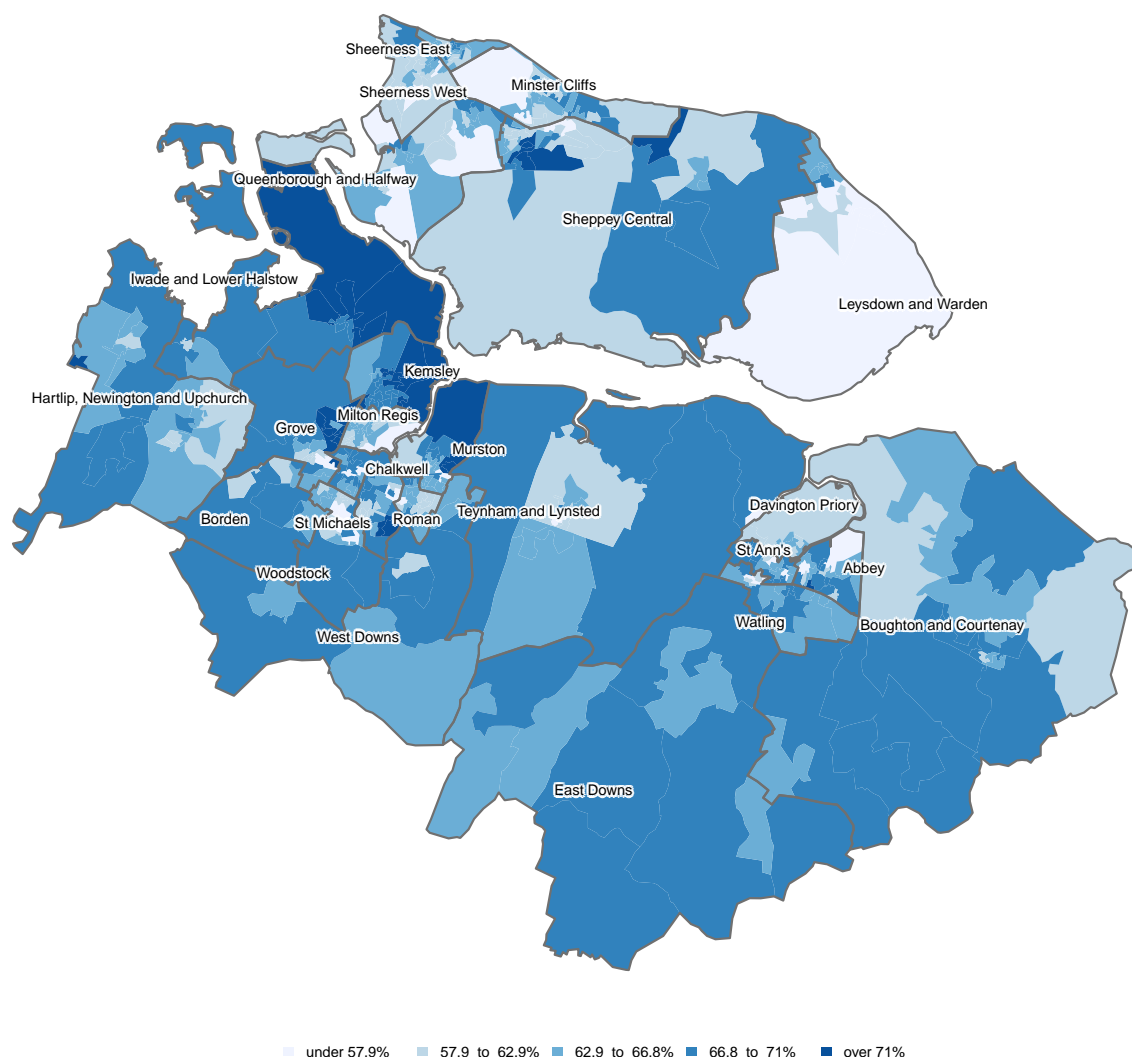 Sheerness East
Minster Cliffs
Sheerness West
Queenborough and Halfway
Sheppey Central
Iwade and Lower Halstow
Leysdown and Warden
Kemsley
Hartlip, Newington and Upchurch
Milton Regis
Grove
Murston
Chalkwell
Davington Priory
Teynham and Lynsted
Borden
St Michaels
Roman
St Ann's
Abbey
Woodstock
Watling
Boughton and Courtenay
West Downs
East Downs
under 57.9% 57.9 to 62.9% 62.9 to 66.8% 66.8 to 71% over 71%